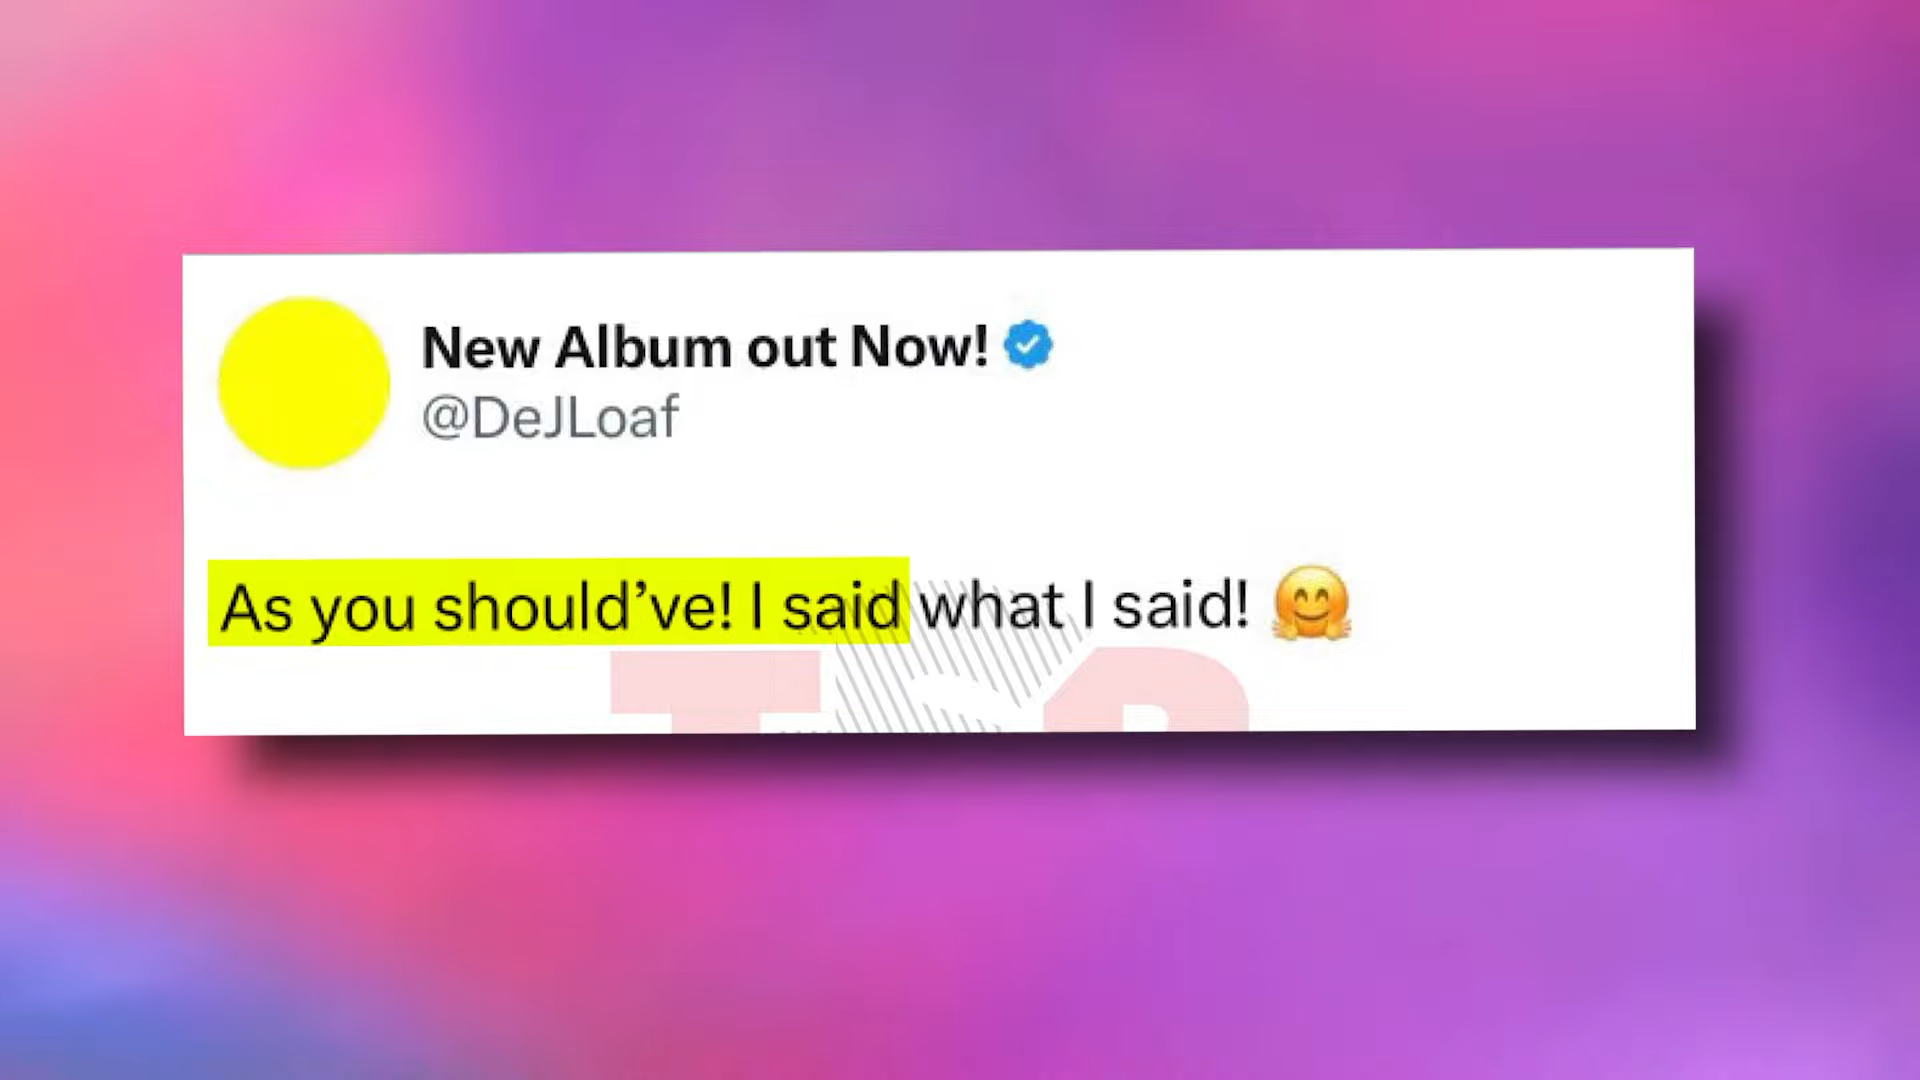 New Album out Now!
@DeJLoaf
As you should’ve! I said what I said! 🤗